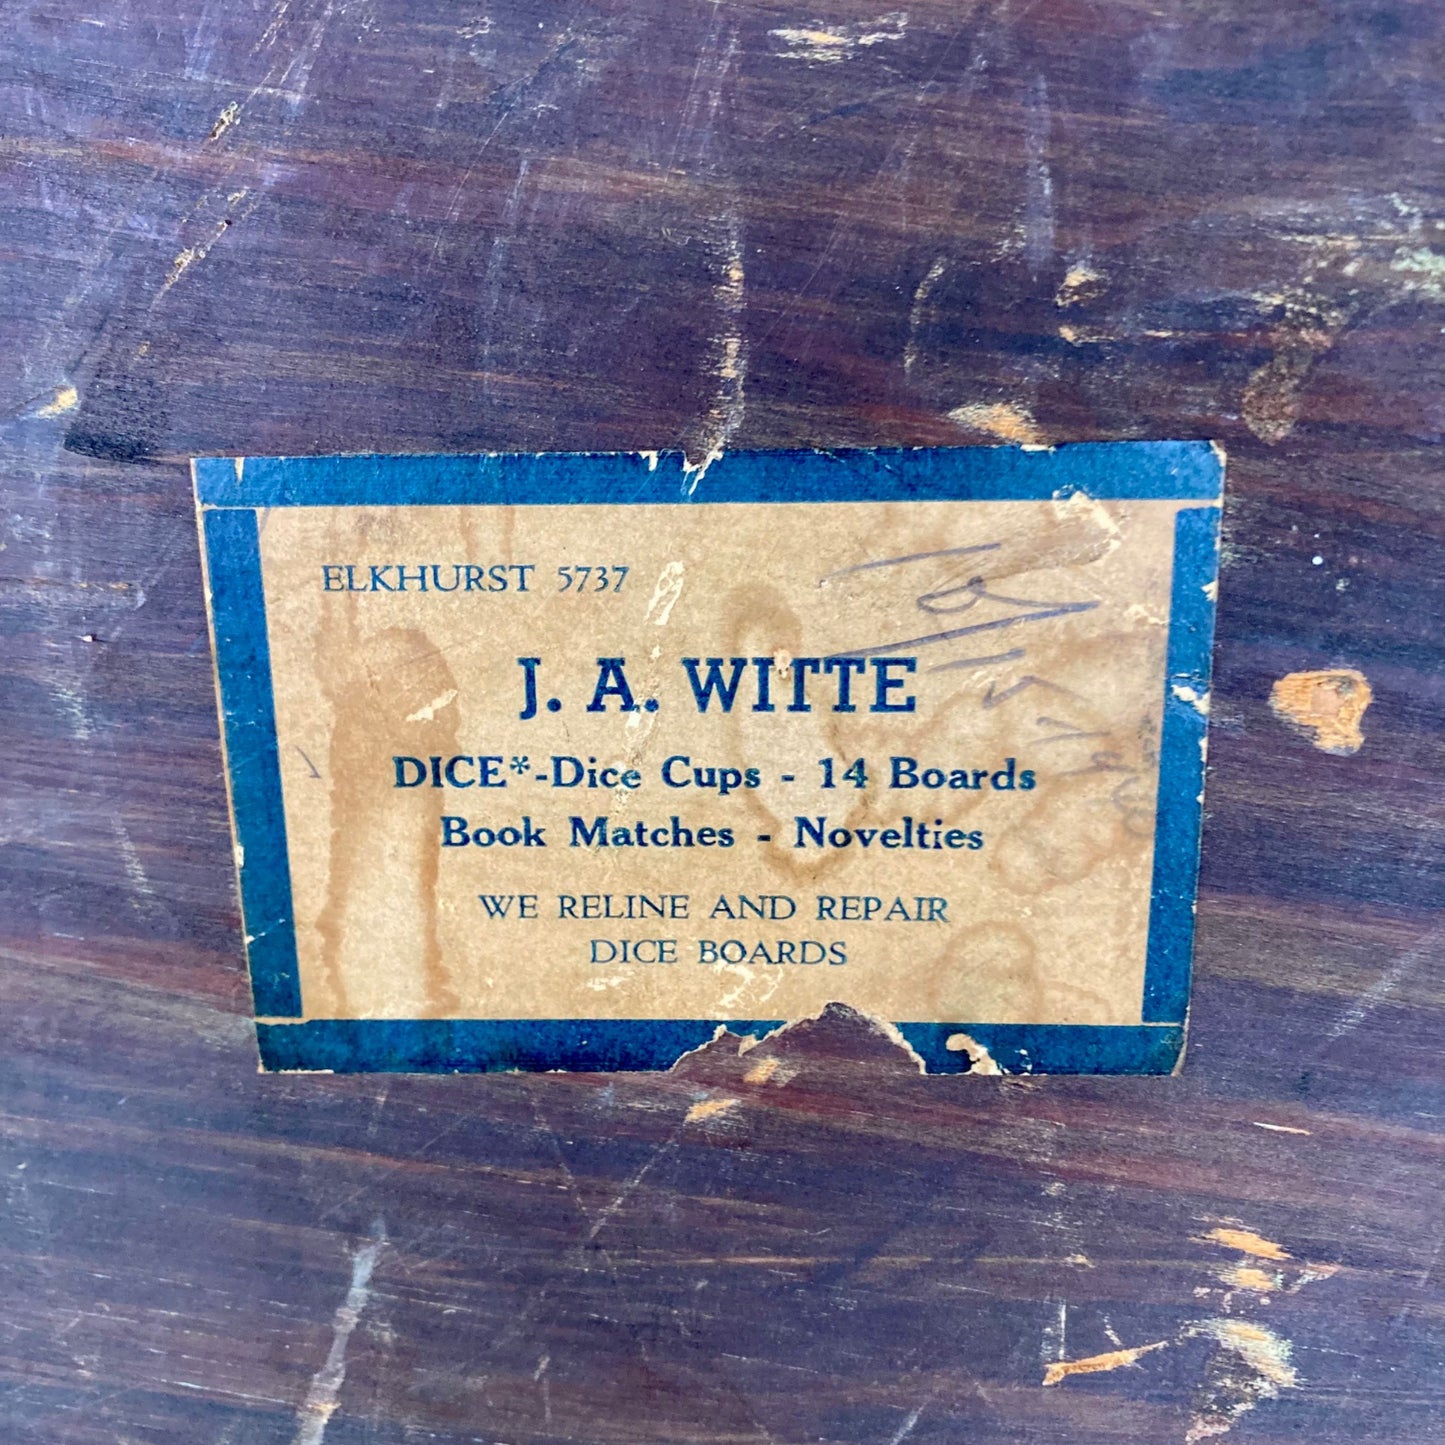 ELKHURST 5737
J. A. WITTE
DICE*-Dice Cups - 14 Boards
Book Matches - Novelties
WE RELINE AND REPAIR
DICE BOARDS